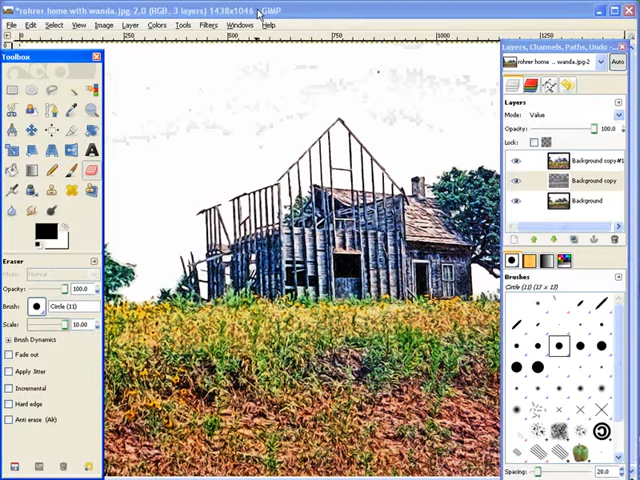 *rohrer home with wanda.jpg-2.0 (RGB, 3 layers) 1438x1046 - GIMP
File Edit Select View Image Layer Colors Tools Filters Windows Help
Toolbox
Eraser
Mode: Normal
Opacity: 100.0
Brush: Circle (11)
Scale: 10.00
Brush Dynamics
Fade out
Apply Jitter
Incremental
Hard edge
Anti erase (Alt)
250
500
750
1000
Layers, Channels, Paths, Undo -
rohrer home ... wanda.jpg-2 Auto
Layers
Mode: Value
Opacity: 100.0
Lock:
Background copy#1
Background copy
Background
Brushes
Circle (11) (13 x 13)
Spacing: 20.0